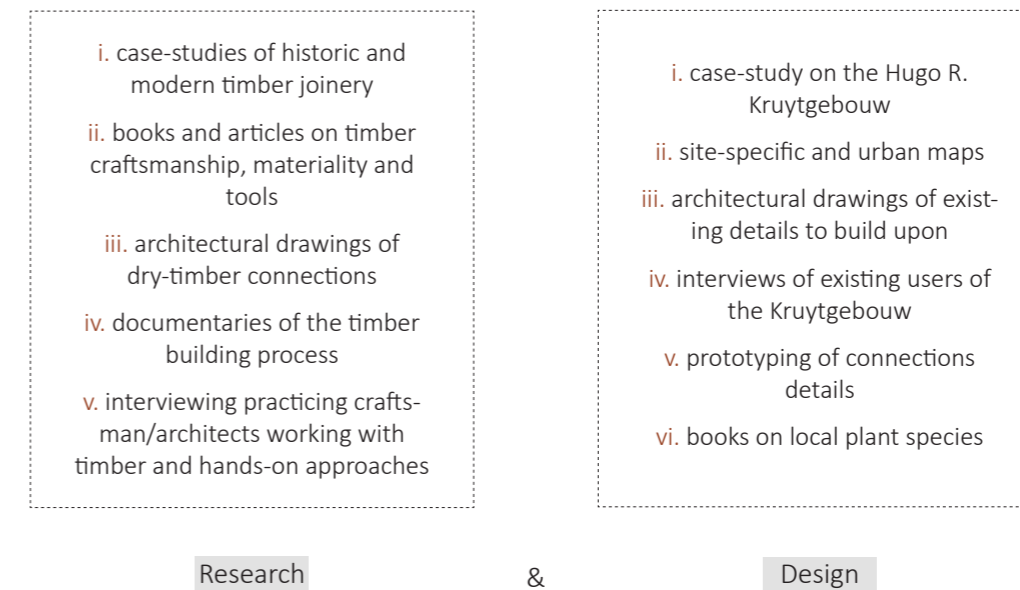 i. case-studies of historic and
modern timber joinery
ii. books and articles on timber
craftsmanship, materiality and
tools
iii. architectural drawings of
dry-timber connections
iv. documentaries of the timber
building process
v. interviewing practicing crafts-
man/architects working with
timber and hands-on approaches
i. case-study on the Hugo R.
Kruytgebouw
ii. site-specific and urban maps
iii. architectural drawings of exist-
ing details to build upon
iv. interviews of existing users of
the Kruytgebouw
v. prototyping of connections
details
vi. books on local plant species
Research & Design